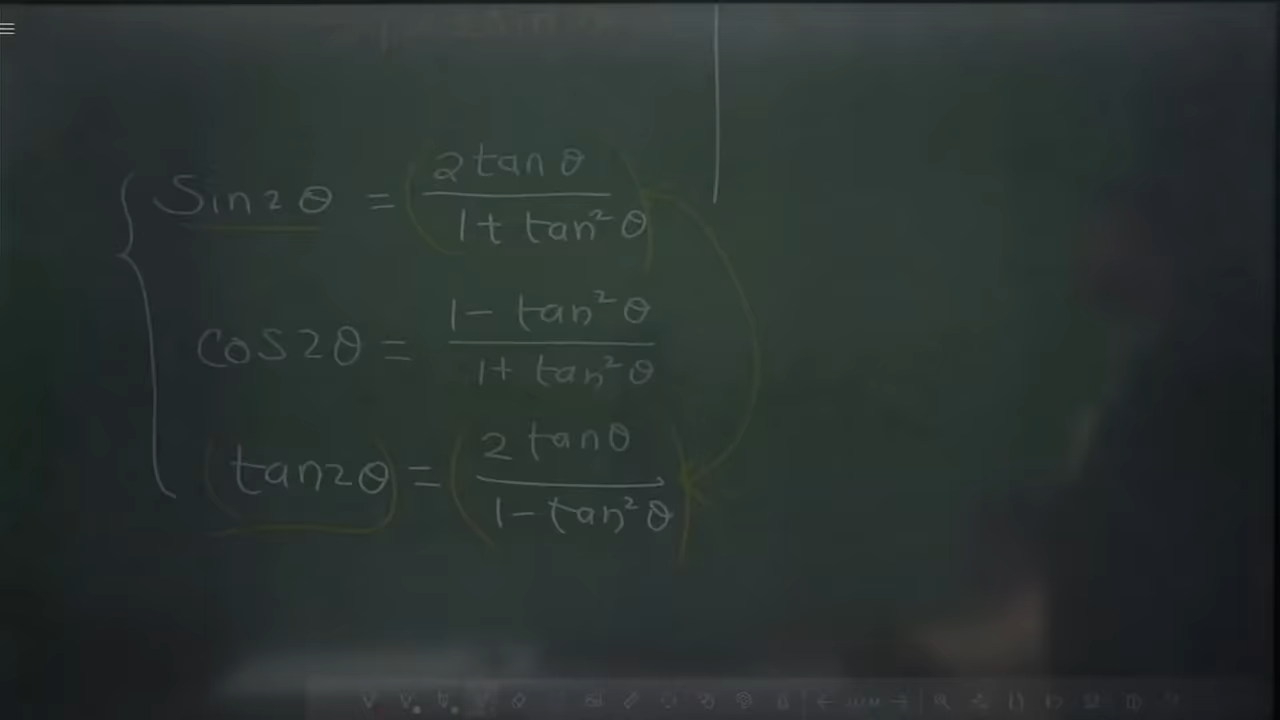 sin2θ = 2tanθ / 1+tan²θ
cos2θ = 1-tan²θ / 1+tan²θ
tan2θ = 2tanθ / 1-tan²θ